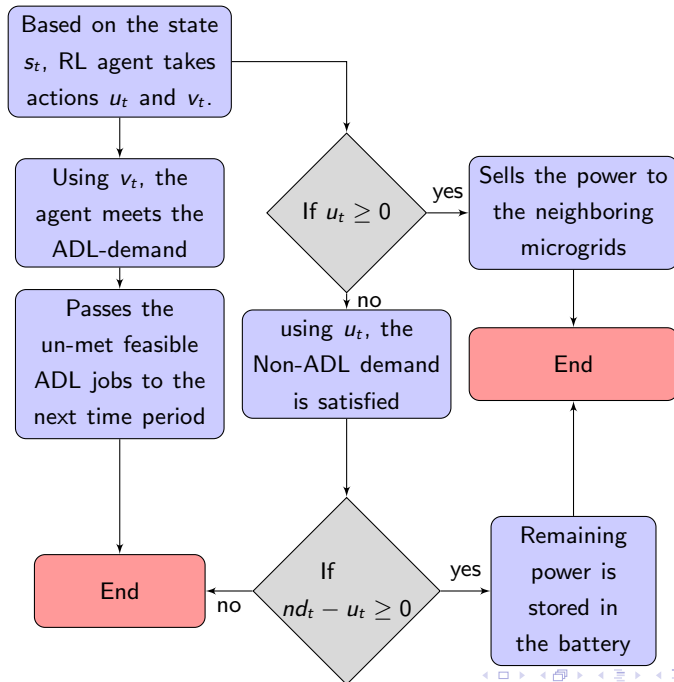 Based on the state
s_t, RL agent takes
actions u_t and v_t.
Using v_t, the
agent meets the
ADL-demand
Passes the
un-met feasible
ADL jobs to the
next time period
End
If u_t ≥ 0
yes
Sells the power to
the neighboring
microgrids
End
no
using u_t, the
Non-ADL demand
is satisfied
If
nd_t − u_t ≥ 0
no
yes
Remaining
power is
stored in
the battery